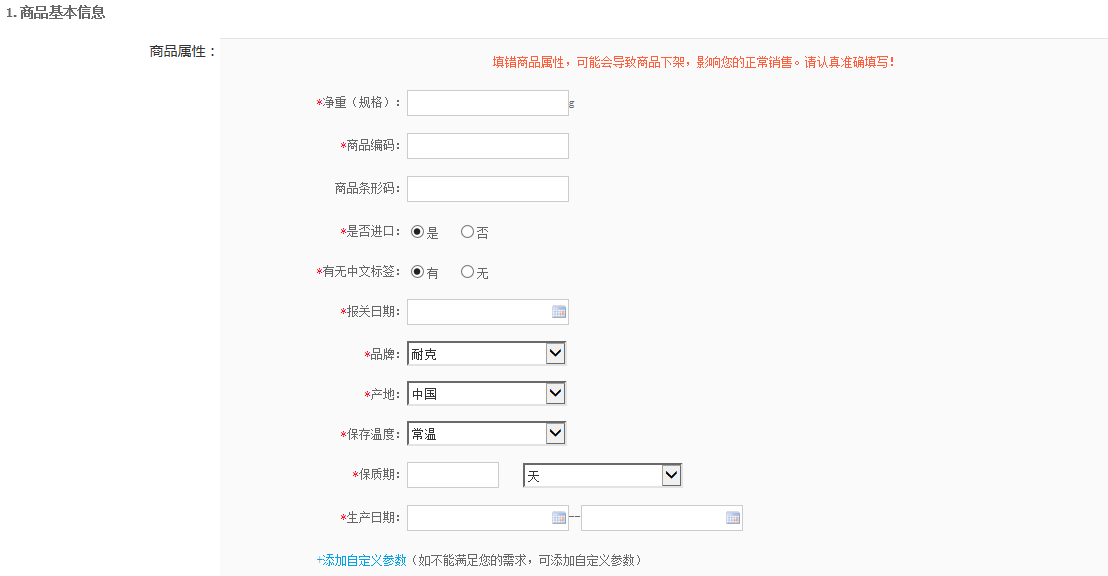 1. 商品基本信息
商品属性：
填错商品属性，可能会导致商品下架，影响您的正常销售。请认真准确填写！
*净重（规格）： g
*商品编码：
商品条形码：
*是否进口： 是 否
*有无中文标签： 有 无
*报关日期：
*品牌： 耐克
*产地： 中国
*保存温度： 常温
*保质期： 天
*生产日期： --
+添加自定义参数（如不能满足您的需求，可添加自定义参数）